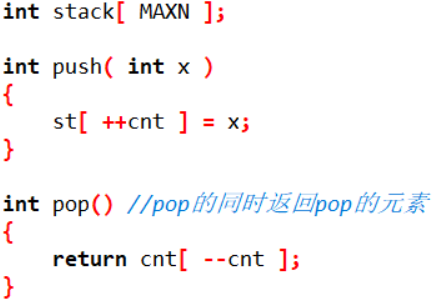 int stack[ MAXN ];
int push( int x )
{
    st[ ++cnt ] = x;
}
int pop() //pop的同时返回pop的元素
{
    return cnt[ --cnt ];
}